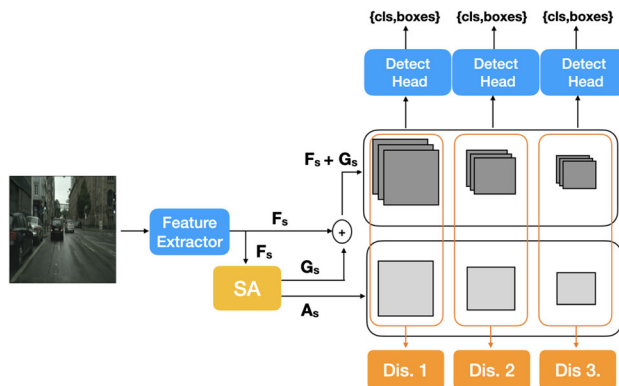 {cls,boxes} {cls,boxes} {cls,boxes}
Detect Head Detect Head Detect Head
Fs + Gs
Feature Extractor
Fs
Fs
+
SA
Gs
As
Dis. 1 Dis. 2 Dis 3.